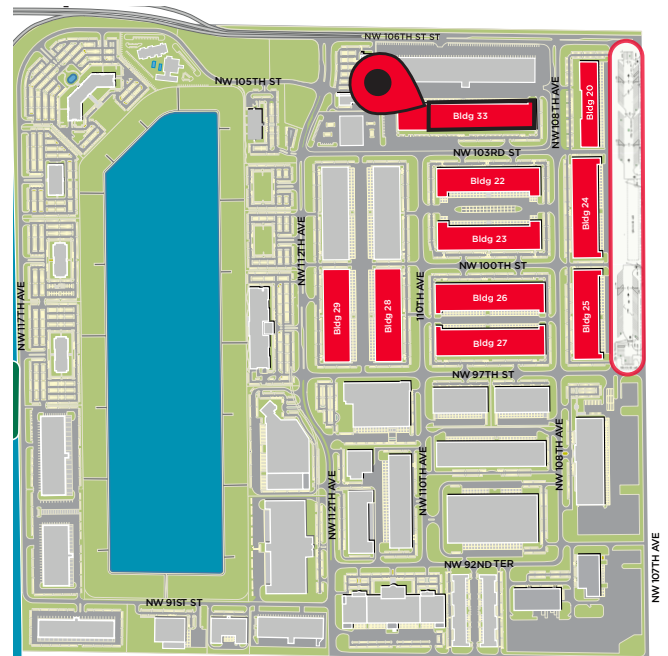 NW 106TH ST ST
NW 105TH ST
NW 108TH AVE
Bldg 20
Bldg 33
NW 103RD ST
Bldg 22
Bldg 24
NW 112TH AVE
Bldg 23
NW 100TH ST
NW 117TH AVE
Bldg 29
Bldg 28
110TH AVE
Bldg 26
Bldg 25
Bldg 27
NW 97TH ST
NW 112TH AVE
NW 110TH AVE
NW 108TH AVE
NW 107TH AVE
NW 92ND TER
NW 91ST ST